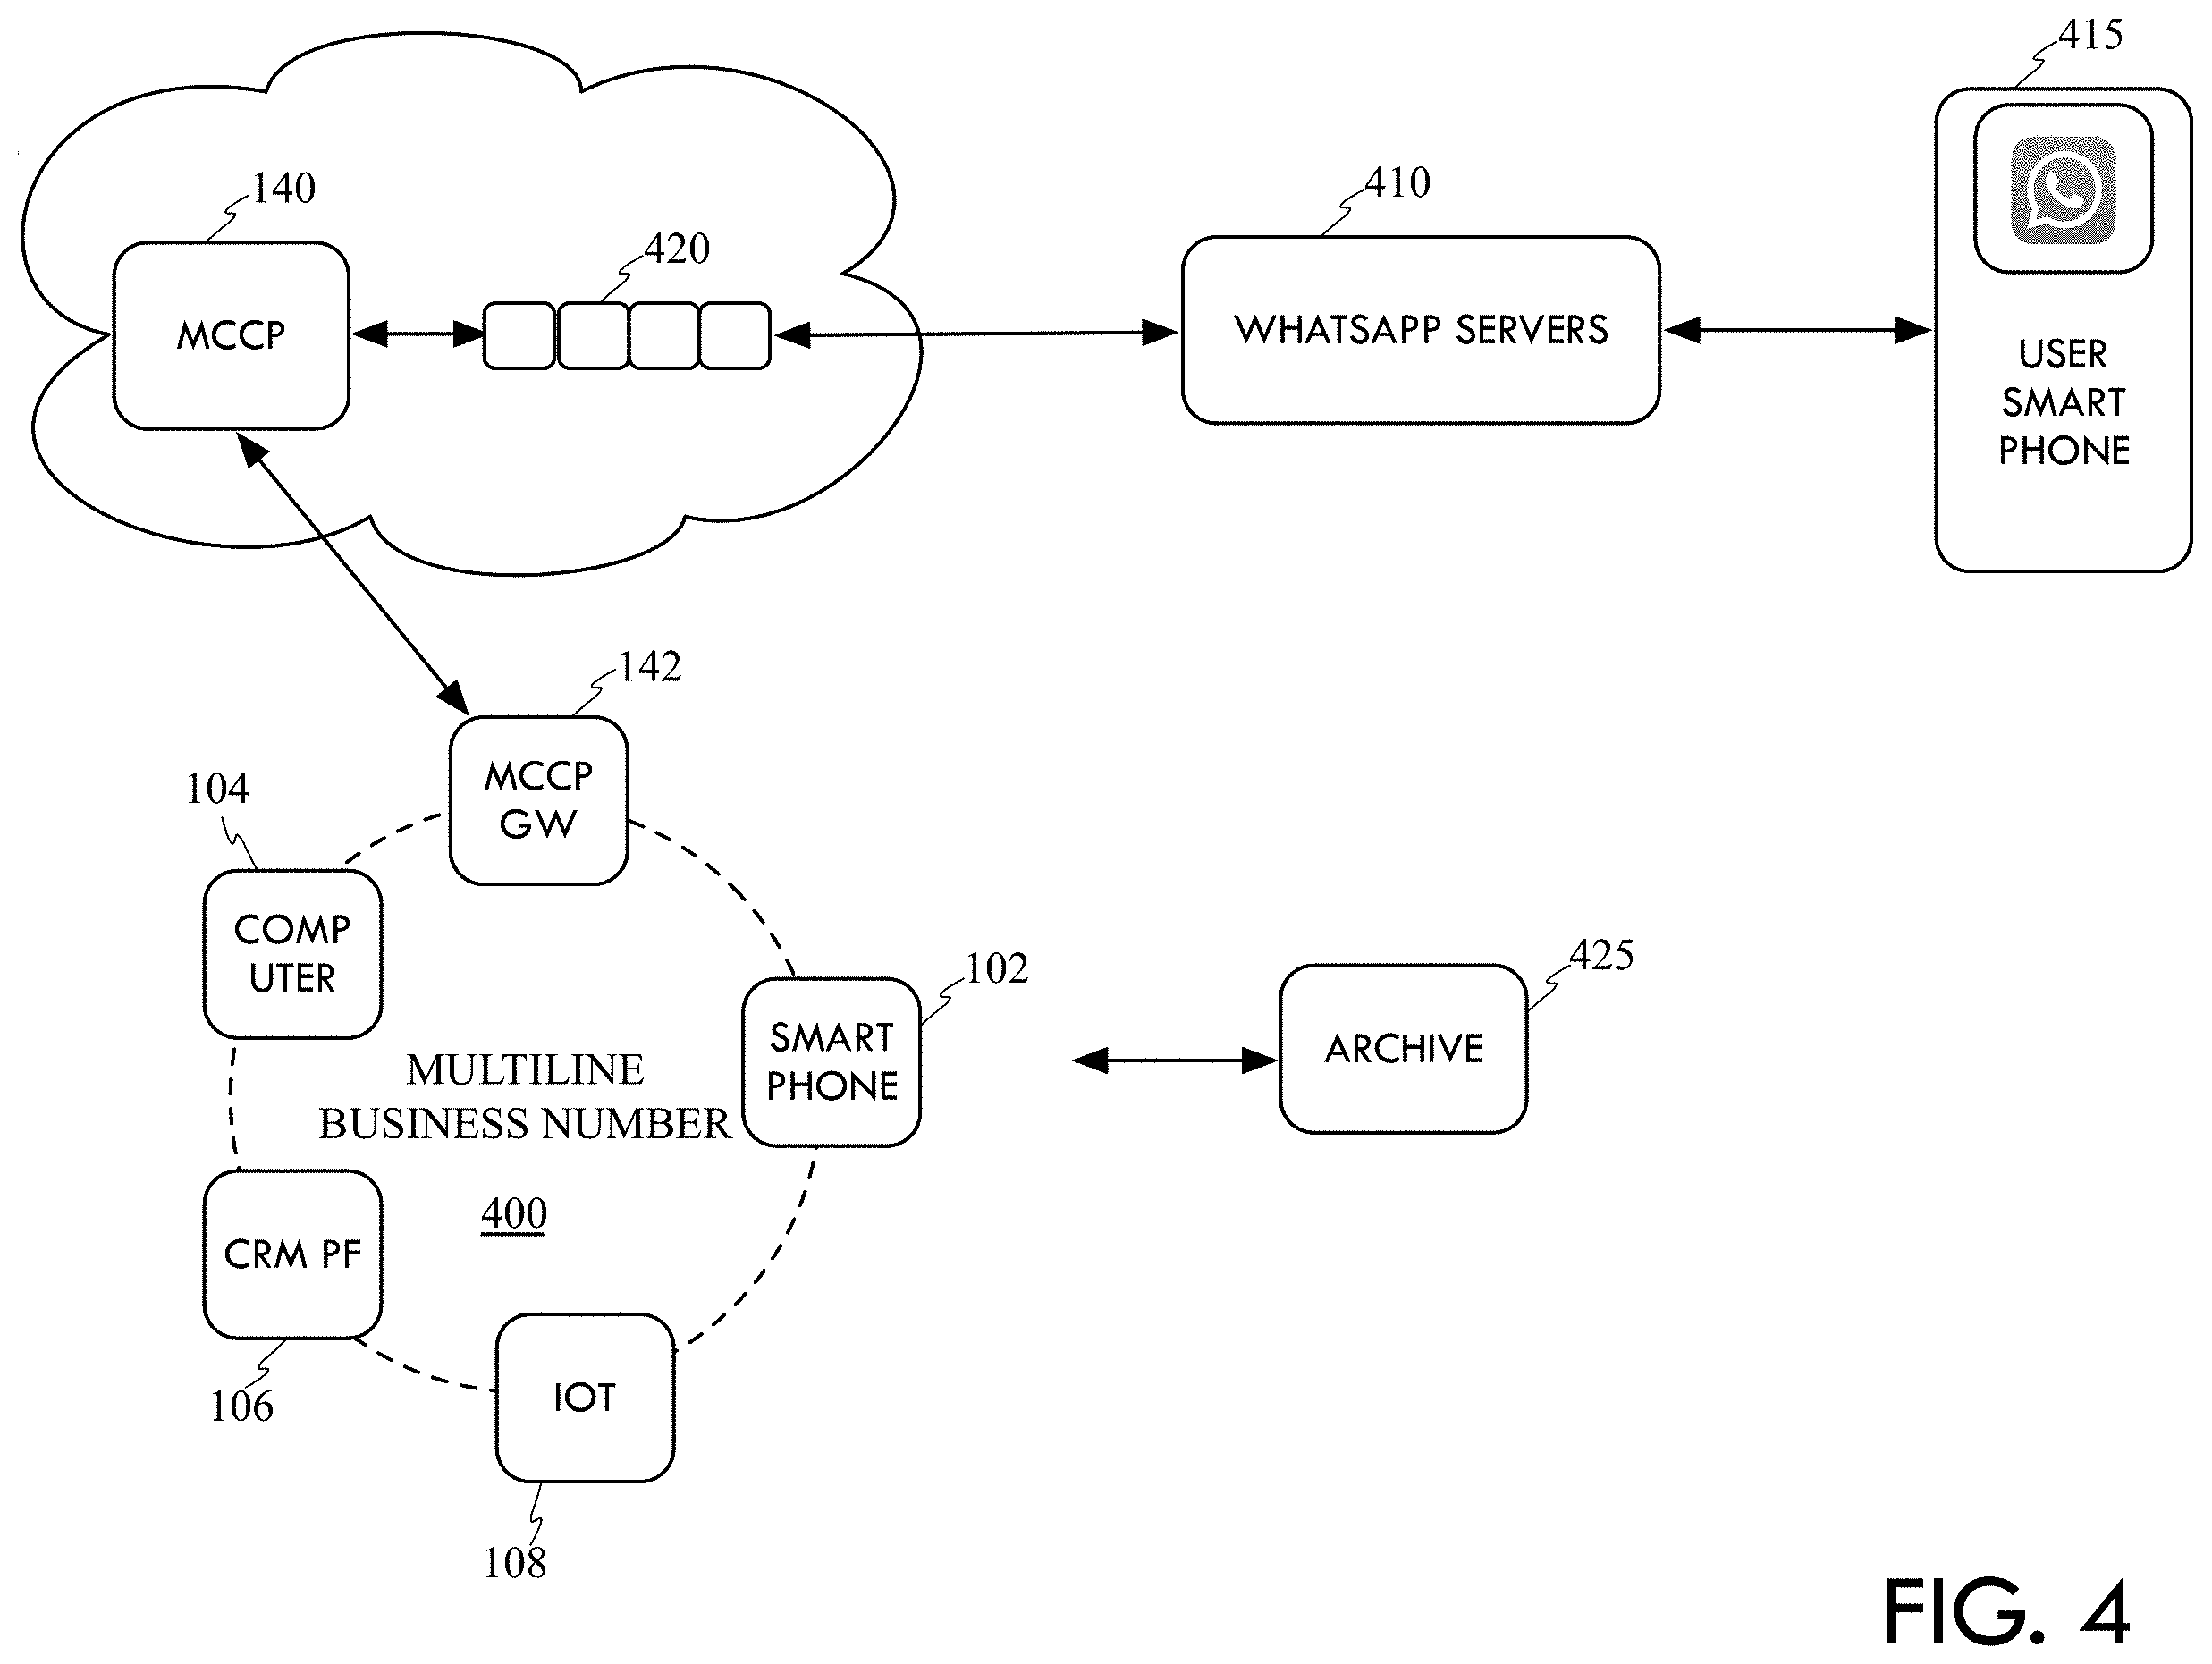 415
140
420
410
MCCP
WHATSAPP SERVERS
USER
SMART
PHONE
142
MCCP
GW
104
COMP
UTER
102
SMART
PHONE
425
ARCHIVE
MULTILINE
BUSINESS NUMBER
400
CRM PF
106
IOT
108
FIG. 4